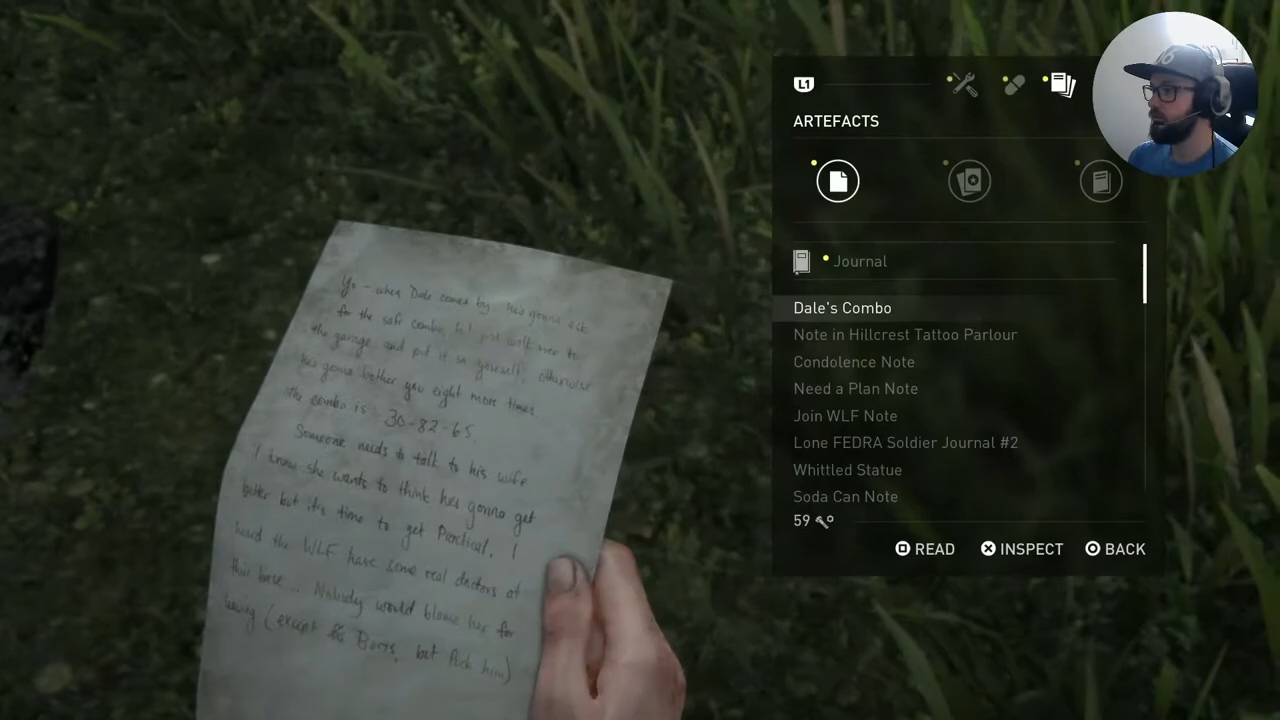 Yo - when Dale comes by, he's gonna ask
for the safe combo, but just walk over to
the garage and put it in yourself, otherwise
he's gonna bother you eight more times
the combo is 30-82-65.
Someone needs to talk to his wife
I know she wants to think he's gonna get
better but it's time to get Practical. I
heard the WLF have some real doctors at
their base... Nobody would blame her for
leaving (except Boris, but fuck him)
L1
ARTEFACTS
Journal
Dale's Combo
Note in Hillcrest Tattoo Parlour
Condolence Note
Need a Plan Note
Join WLF Note
Lone FEDRA Soldier Journal #2
Whittled Statue
Soda Can Note
59
READ INSPECT BACK